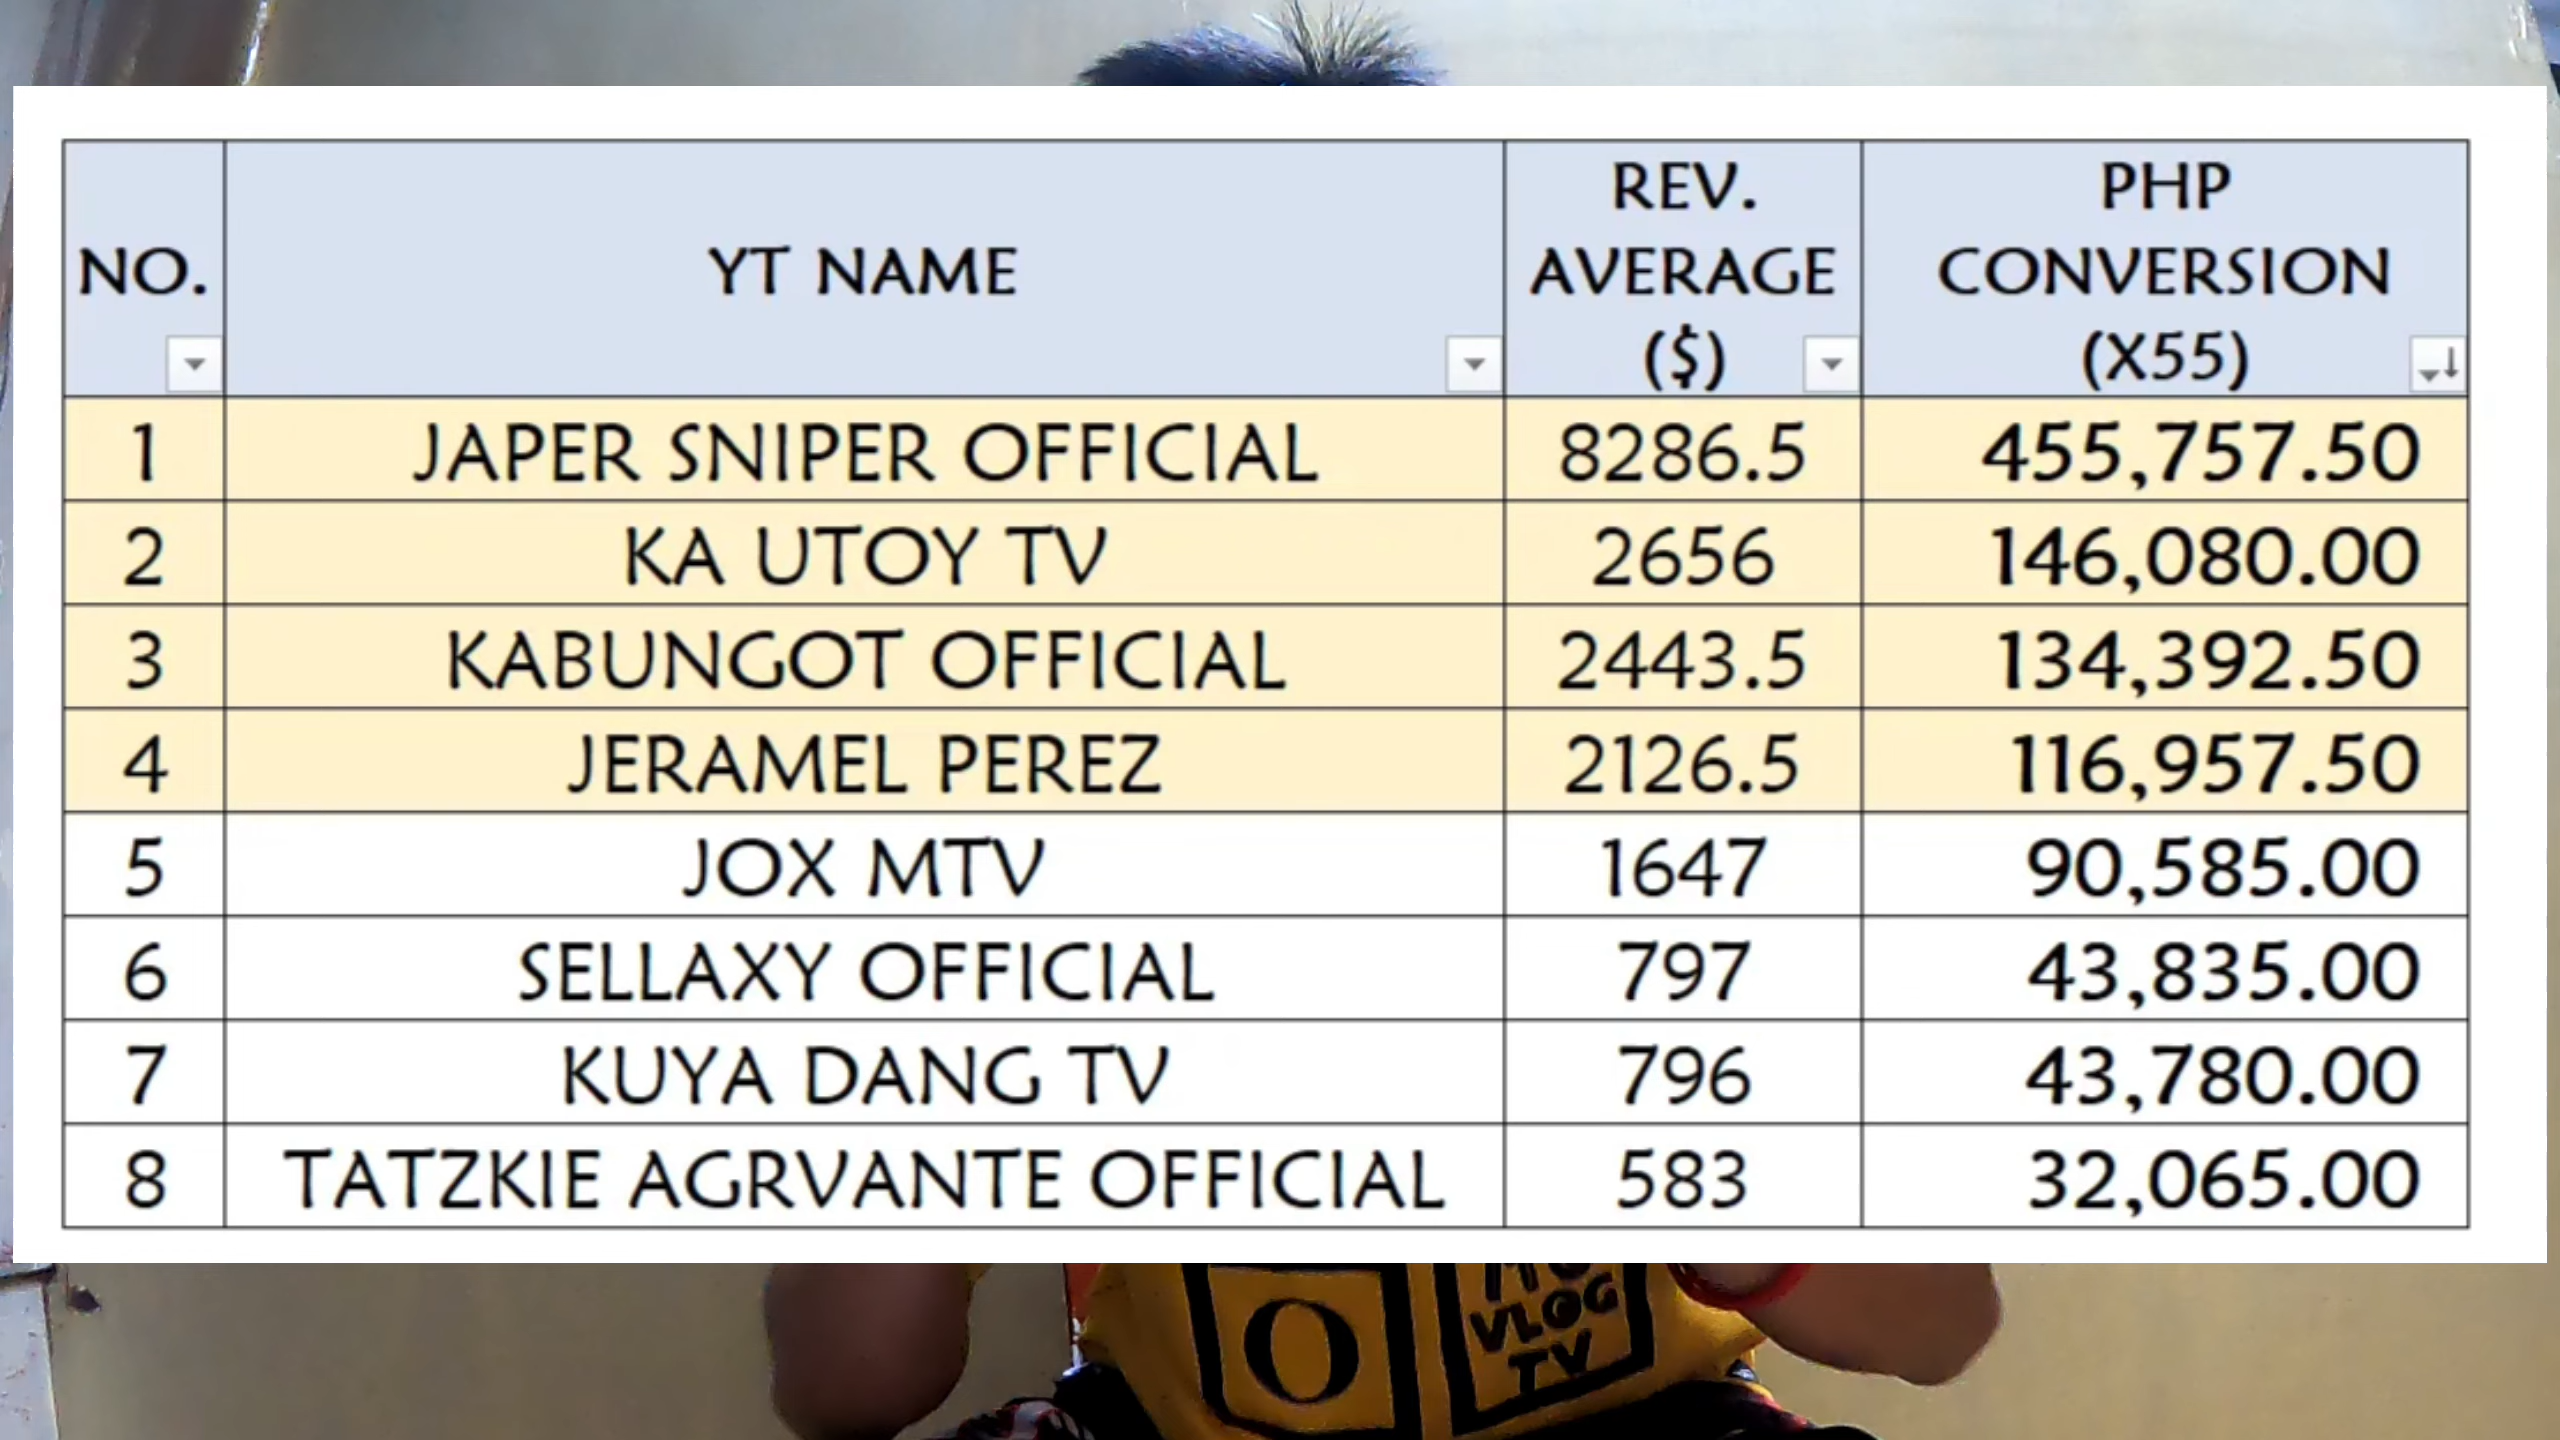 NO. YT NAME REV. AVERAGE ($) PHP CONVERSION (X55)
1 JAPER SNIPER OFFICIAL 8286.5 455,757.50
2 KA UTOY TV 2656 146,080.00
3 KABUNGOT OFFICIAL 2443.5 134,392.50
4 JERAMEL PEREZ 2126.5 116,957.50
5 JOX MTV 1647 90,585.00
6 SELLAXY OFFICIAL 797 43,835.00
7 KUYA DANG TV 796 43,780.00
8 TATZKIE AGRVANTE OFFICIAL 583 32,065.00
O
VLOG
TV